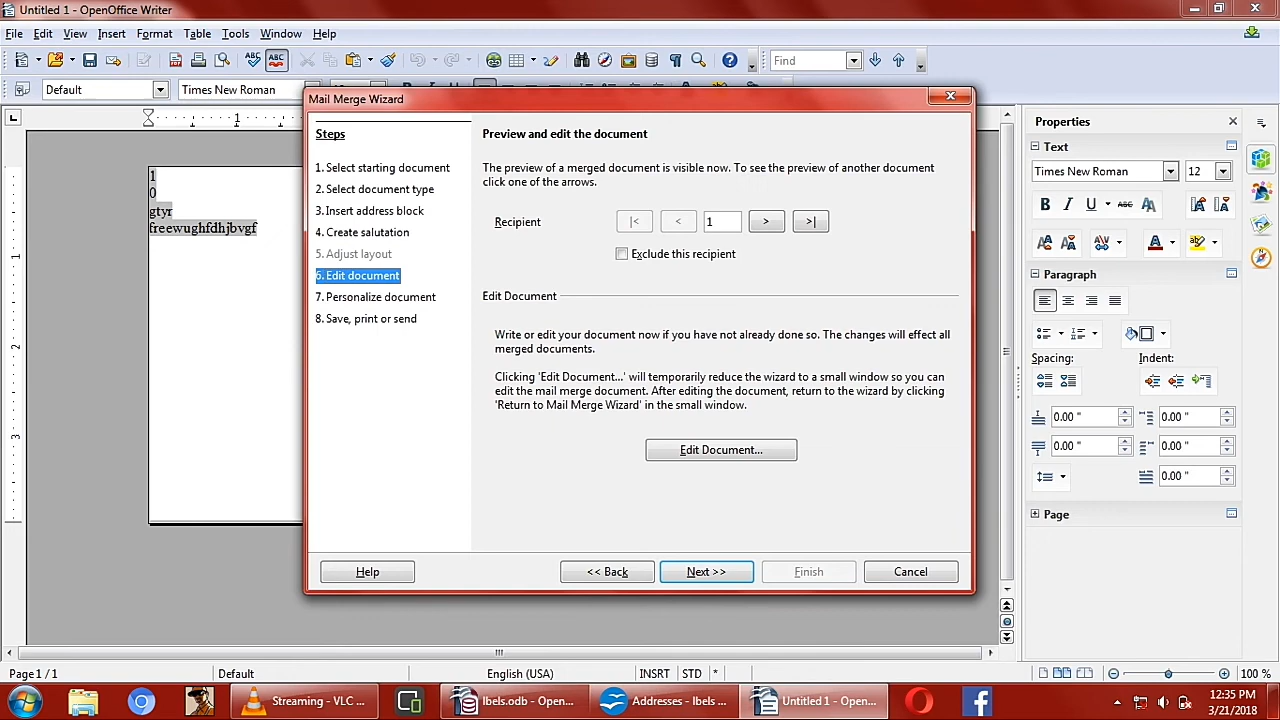 Untitled 1 - OpenOffice Writer
File Edit View Insert Format Table Tools Window Help
Find
Default Times New Roman
Mail Merge Wizard
Steps
1. Select starting document
2. Select document type
3. Insert address block
4. Create salutation
5. Adjust layout
6. Edit document
7. Personalize document
8. Save, print or send
Preview and edit the document
The preview of a merged document is visible now. To see the preview of another document
click one of the arrows.
Recipient |< < 1 > >|
Exclude this recipient
Edit Document
Write or edit your document now if you have not already done so. The changes will effect all
merged documents.
Clicking 'Edit Document...' will temporarily reduce the wizard to a small window so you can
edit the mail merge document. After editing the document, return to the wizard by clicking
'Return to Mail Merge Wizard' in the small window.
Edit Document...
Help << Back Next >> Finish Cancel
1
0
gtyr
freewughfdhjbvgf
1
1
2
3
Properties
Text
Times New Roman 12
B I U ABC A
Paragraph
Spacing: Indent:
0.00 " 0.00 "
0.00 " 0.00 "
0.00 "
Page
Page 1 / 1 Default English (USA) INSRT STD * 100 %
Streaming - VLC ... lbels.odb - Open... Addresses - lbels ... Untitled 1 - Open...
12:35 PM
3/21/2018